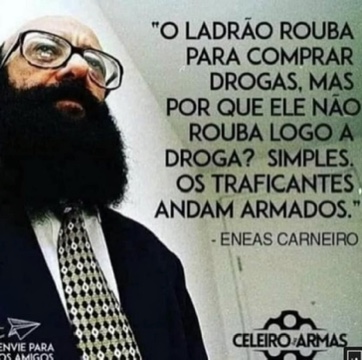 "O LADRÃO ROUBA
PARA COMPRAR
DROGAS, MAS
POR QUE ELE NÃO
ROUBA LOGO A
DROGA? SIMPLES.
OS TRAFICANTES
ANDAM ARMADOS."
- ENEAS CARNEIRO
ENVIE PARA
OS AMIGOS
CELEIRO DAS ARMAS